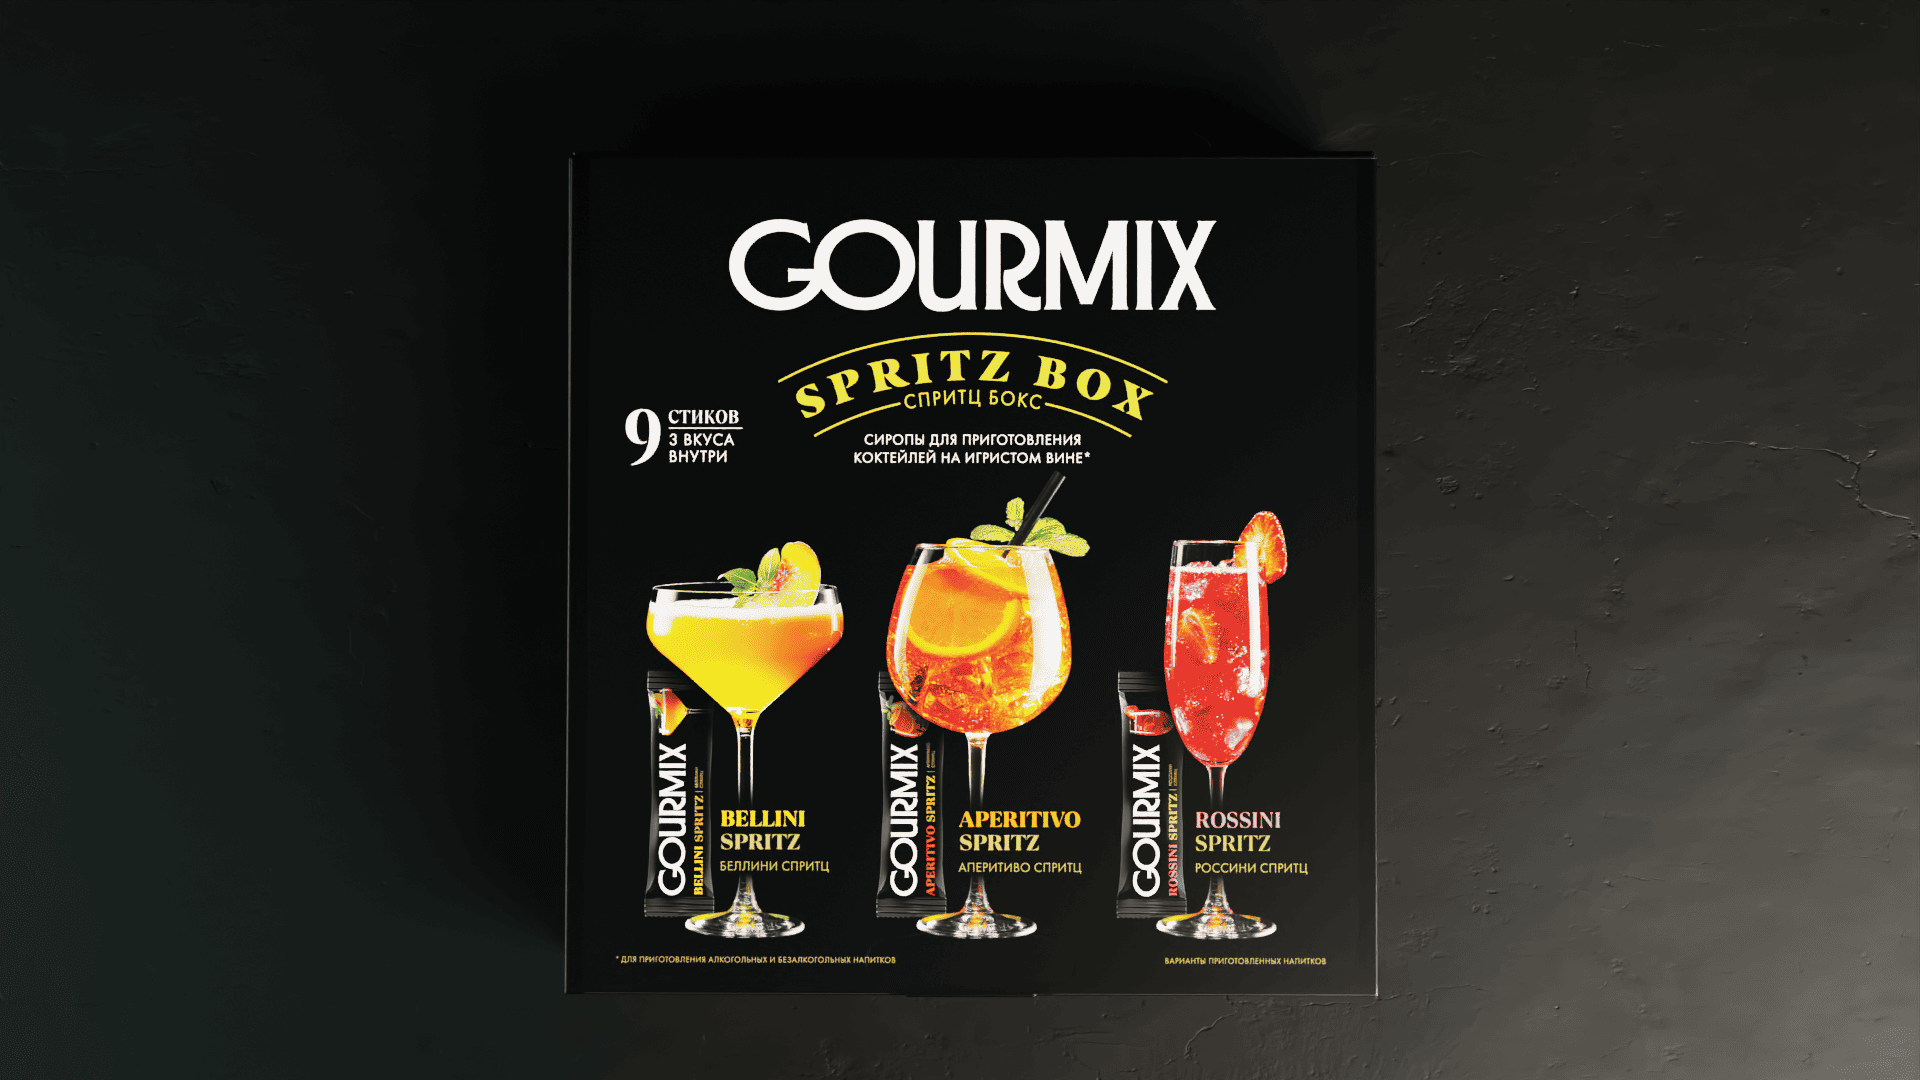 GOURMIX
SPRITZ BOX
СПРИТЦ БОКС
9 СТИКОВ
3 ВКУСА
ВНУТРИ
СИРОПЫ ДЛЯ ПРИГОТОВЛЕНИЯ
КОКТЕЙЛЕЙ НА ИГРИСТОМ ВИНЕ*
GOURMIX
BELLINI SPRITZ
BELLINI
SPRITZ
БЕЛЛИНИ СПРИТЦ
GOURMIX
APERITIVO SPRITZ
APERITIVO
SPRITZ
АПЕРИТИВО СПРИТЦ
GOURMIX
ROSSINI SPRITZ
ROSSINI
SPRITZ
РОССИНИ СПРИТЦ
* ДЛЯ ПРИГОТОВЛЕНИЯ АЛКОГОЛЬНЫХ И БЕЗАЛКОГОЛЬНЫХ НАПИТКОВ
ВАРИАНТЫ ПРИГОТОВЛЕННЫХ НАПИТКОВ